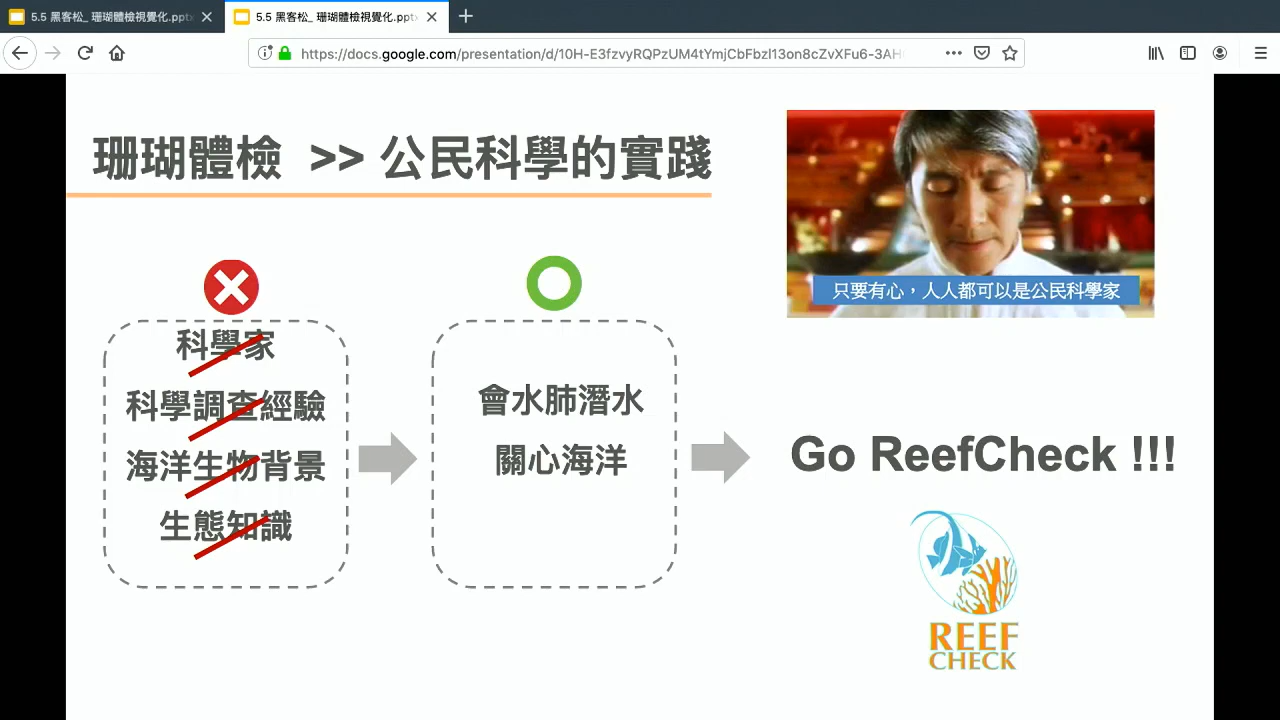 5.5 黑客松_ 珊瑚體檢視覺化.pptx
5.5 黑客松_ 珊瑚體檢視覺化.pptx
https://docs.google.com/presentation/d/10H-E3fzvyRQPzUM4tYmjCbFbzl13on8cZvXFu6-3AH
珊瑚體檢 >> 公民科學的實踐
只要有心，人人都可以是公民科學家
科學家
科學調查經驗
海洋生物背景
生態知識
會水肺潛水
關心海洋
Go ReefCheck !!!
REEF
CHECK